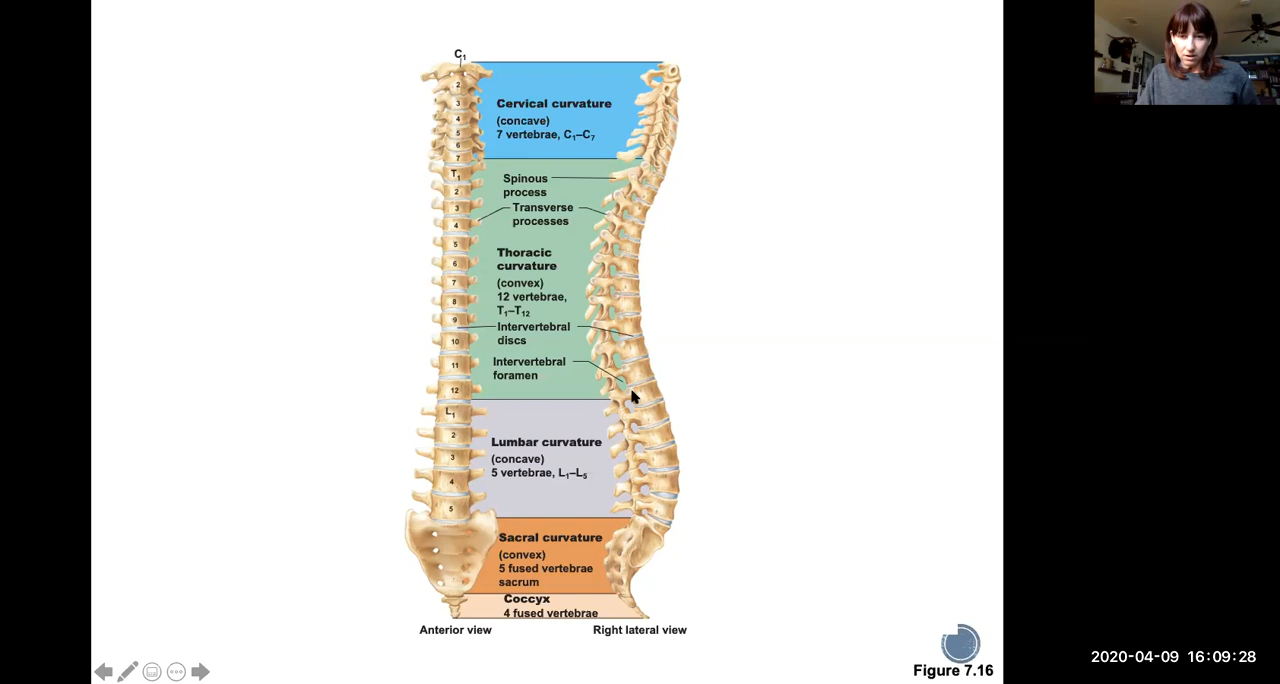 C1
2
3
4
5
6
7
T1
2
3
4
5
6
7
8
9
10
11
12
L1
2
3
4
5
Cervical curvature
(concave)
7 vertebrae, C1–C7
Spinous
process
Transverse
processes
Thoracic
curvature
(convex)
12 vertebrae,
T1–T12
Intervertebral
discs
Intervertebral
foramen
Lumbar curvature
(concave)
5 vertebrae, L1–L5
Sacral curvature
(convex)
5 fused vertebrae
sacrum
Coccyx
4 fused vertebrae
Anterior view
Right lateral view
Figure 7.16
2020-04-09 16:09:28